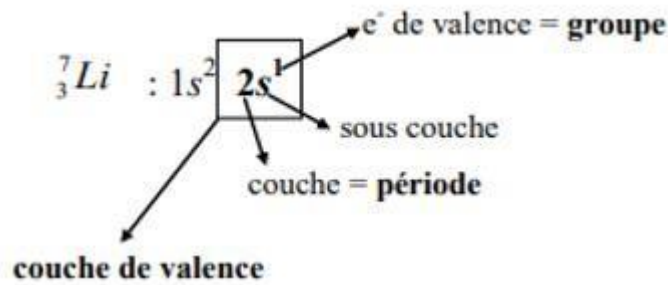 e⁻ de valence = groupe
⁷₃Li : 1s² 2s¹
sous couche
couche = période
couche de valence